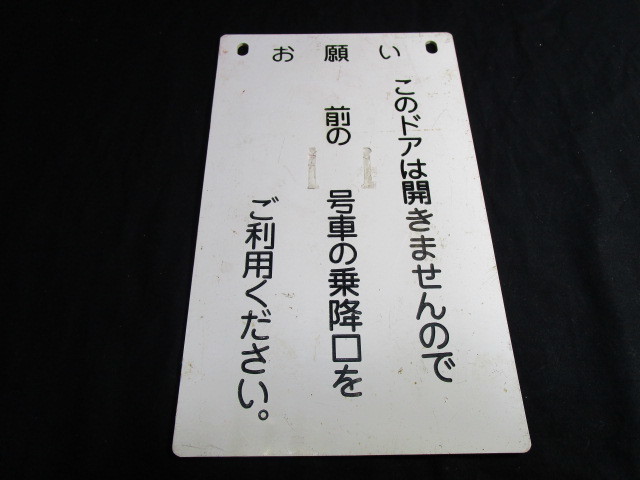 お願い
このドアは開きませんので
前の　号車の乗降口を
ご利用ください。